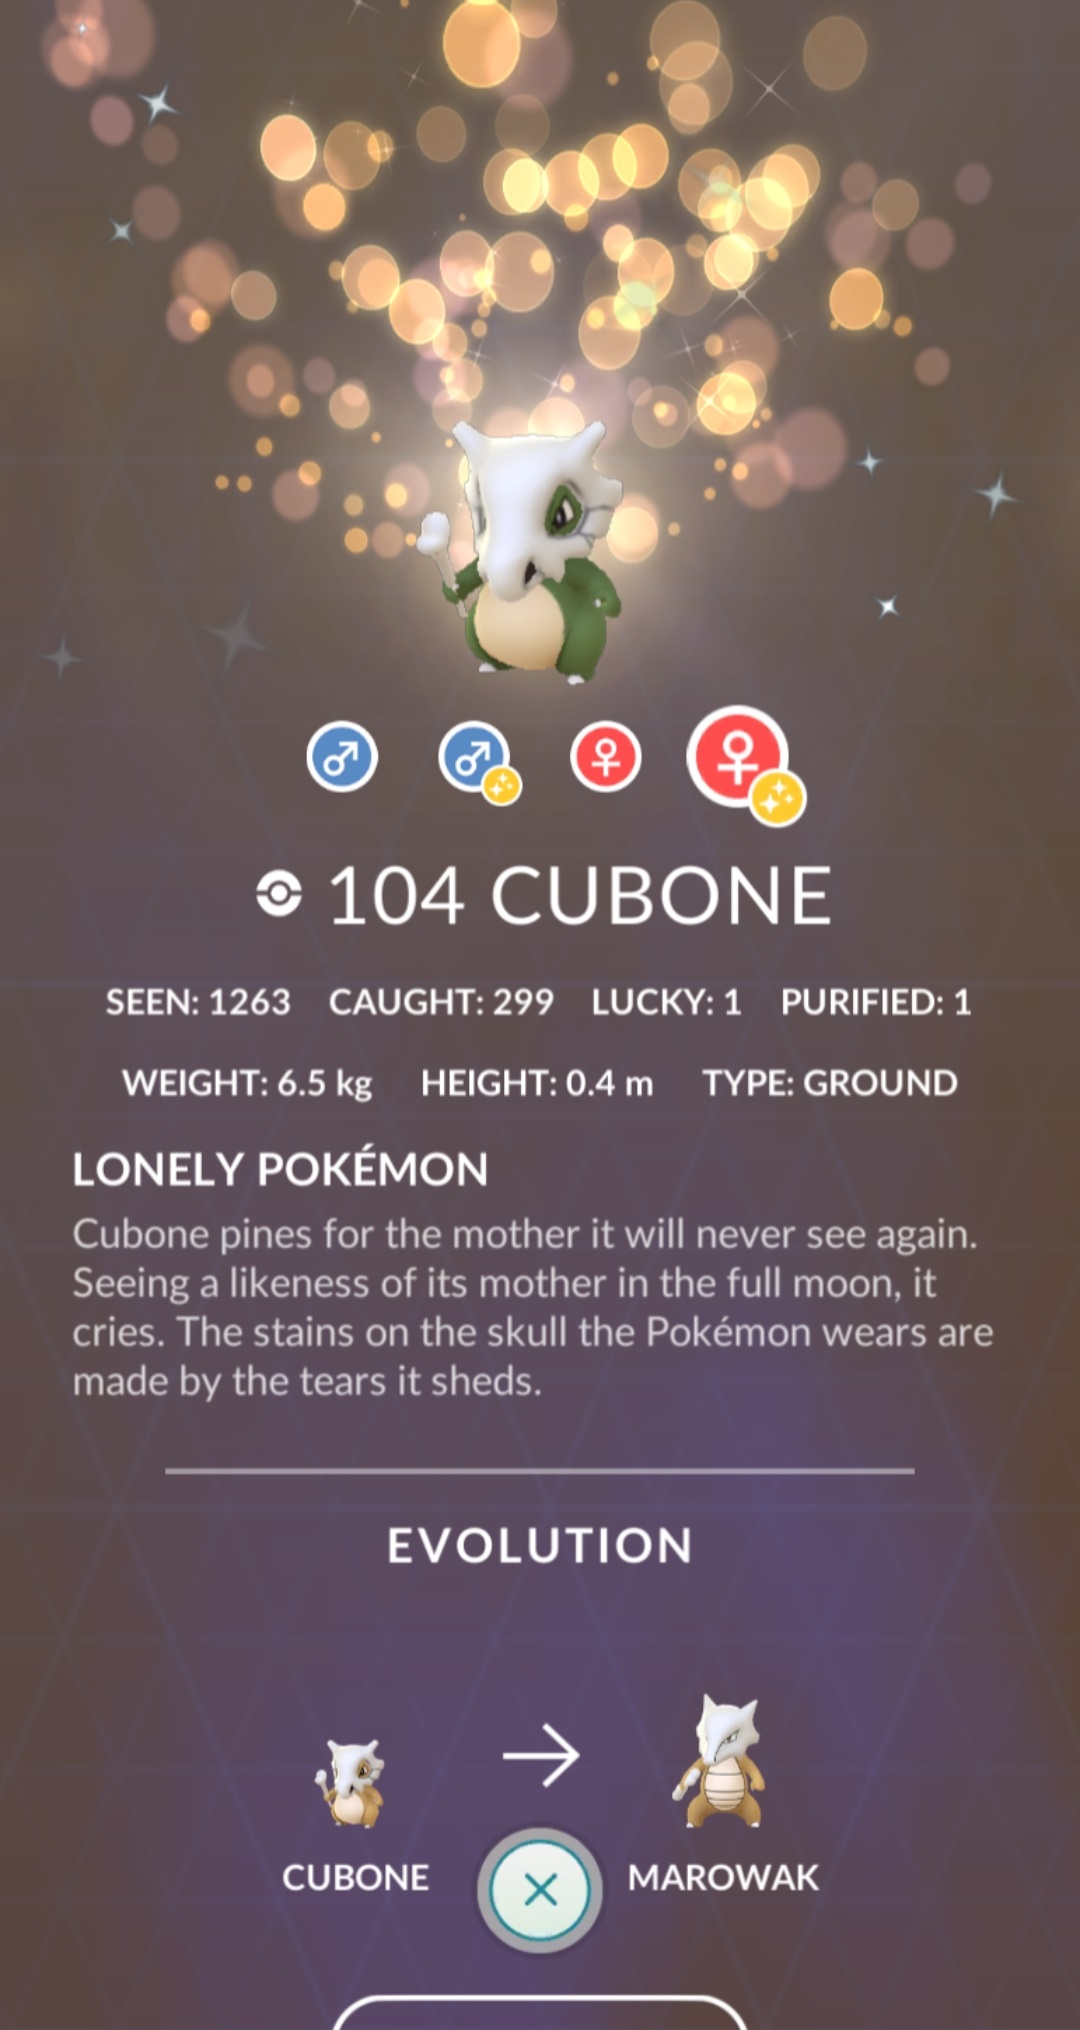 104 CUBONE
SEEN: 1263 CAUGHT: 299 LUCKY: 1 PURIFIED: 1
WEIGHT: 6.5 kg HEIGHT: 0.4 m TYPE: GROUND
LONELY POKÉMON
Cubone pines for the mother it will never see again.
Seeing a likeness of its mother in the full moon, it
cries. The stains on the skull the Pokémon wears are
made by the tears it sheds.
EVOLUTION
CUBONE MAROWAK